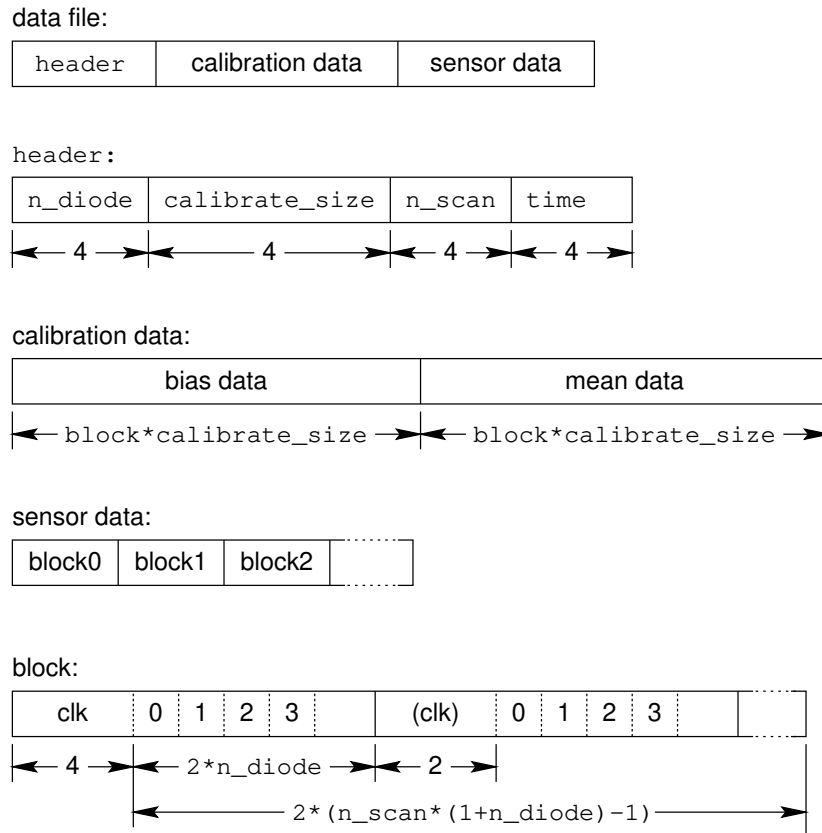 data file:
header calibration data sensor data
header:
n_diode calibrate_size n_scan time
4 4 4 4
calibration data:
bias data mean data
block*calibrate_size block*calibrate_size
sensor data:
block0 block1 block2
block:
clk 0 1 2 3 (clk) 0 1 2 3
4 2*n_diode 2
2*(n_scan*(1+n_diode)-1)